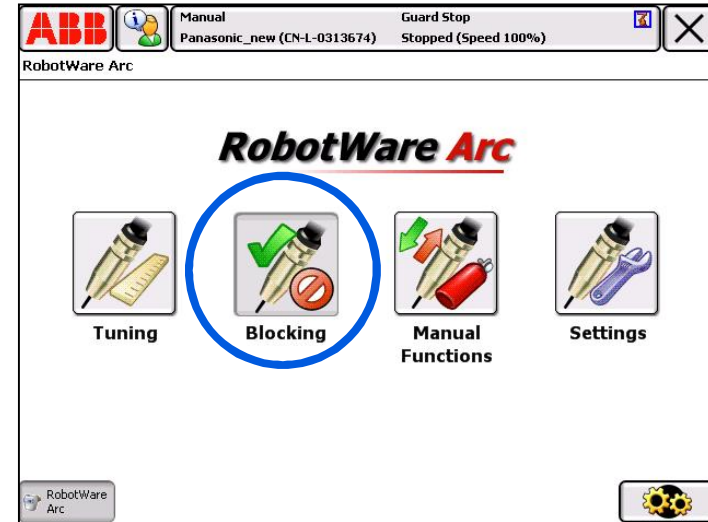 ABB
Manual Guard Stop
Panasonic_new (CN-L-0313674) Stopped (Speed 100%)
RobotWare Arc
RobotWare Arc
Tuning Blocking Manual Functions Settings
RobotWare
Arc